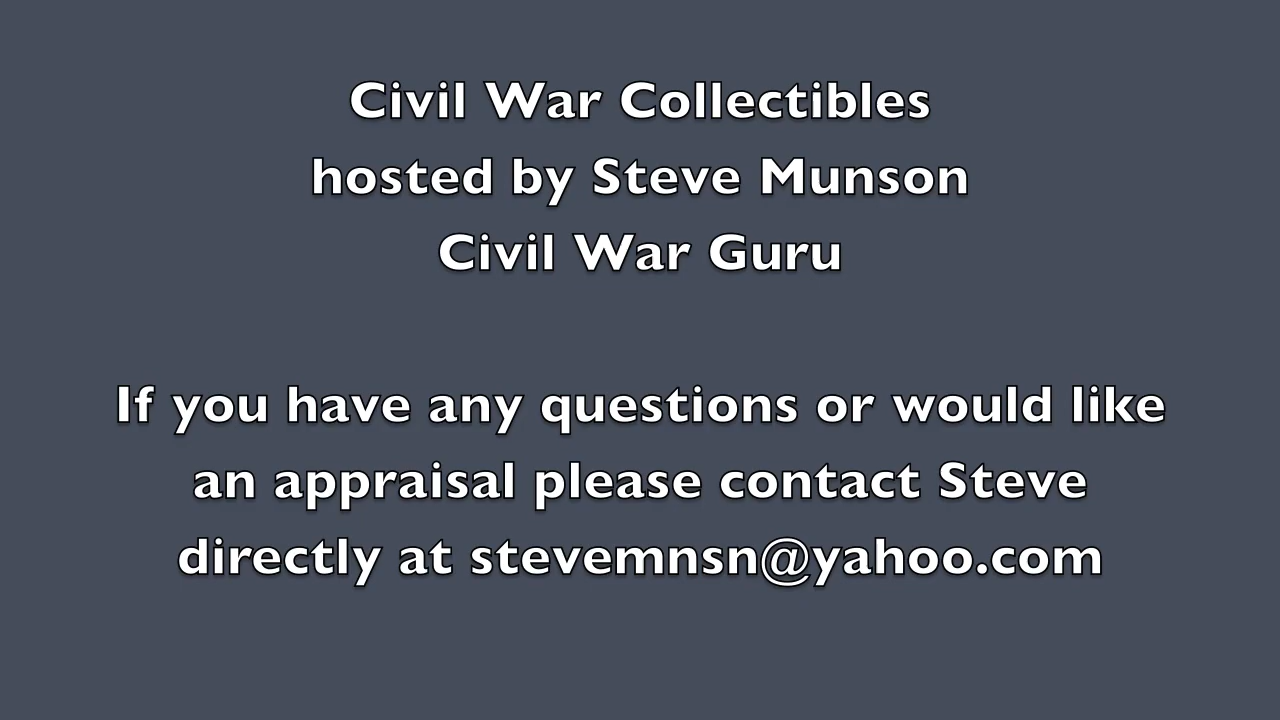 Civil War Collectibles
hosted by Steve Munson
Civil War Guru
If you have any questions or would like
an appraisal please contact Steve
directly at stevemnsn@yahoo.com